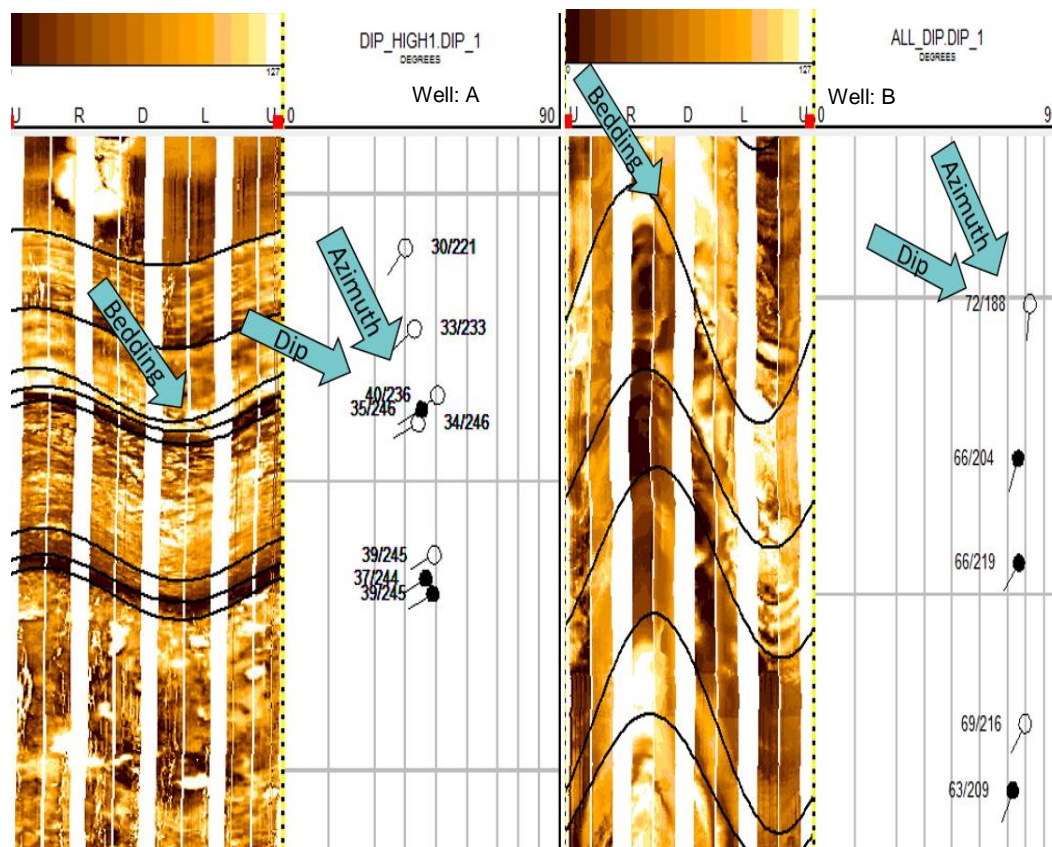 DIP_HIGH1.DIP_1
DEGREES
127
Well: A
U R D L U
0 90
Bedding
Dip
Azimuth
30/221
33/233
40/236
35/246
34/246
39/245
37/244
39/245
ALL_DIP.DIP_1
DEGREES
0 127
Well: B
U R D L U
0 9
Bedding
Dip
Azimuth
72/188
66/204
66/219
69/216
63/209